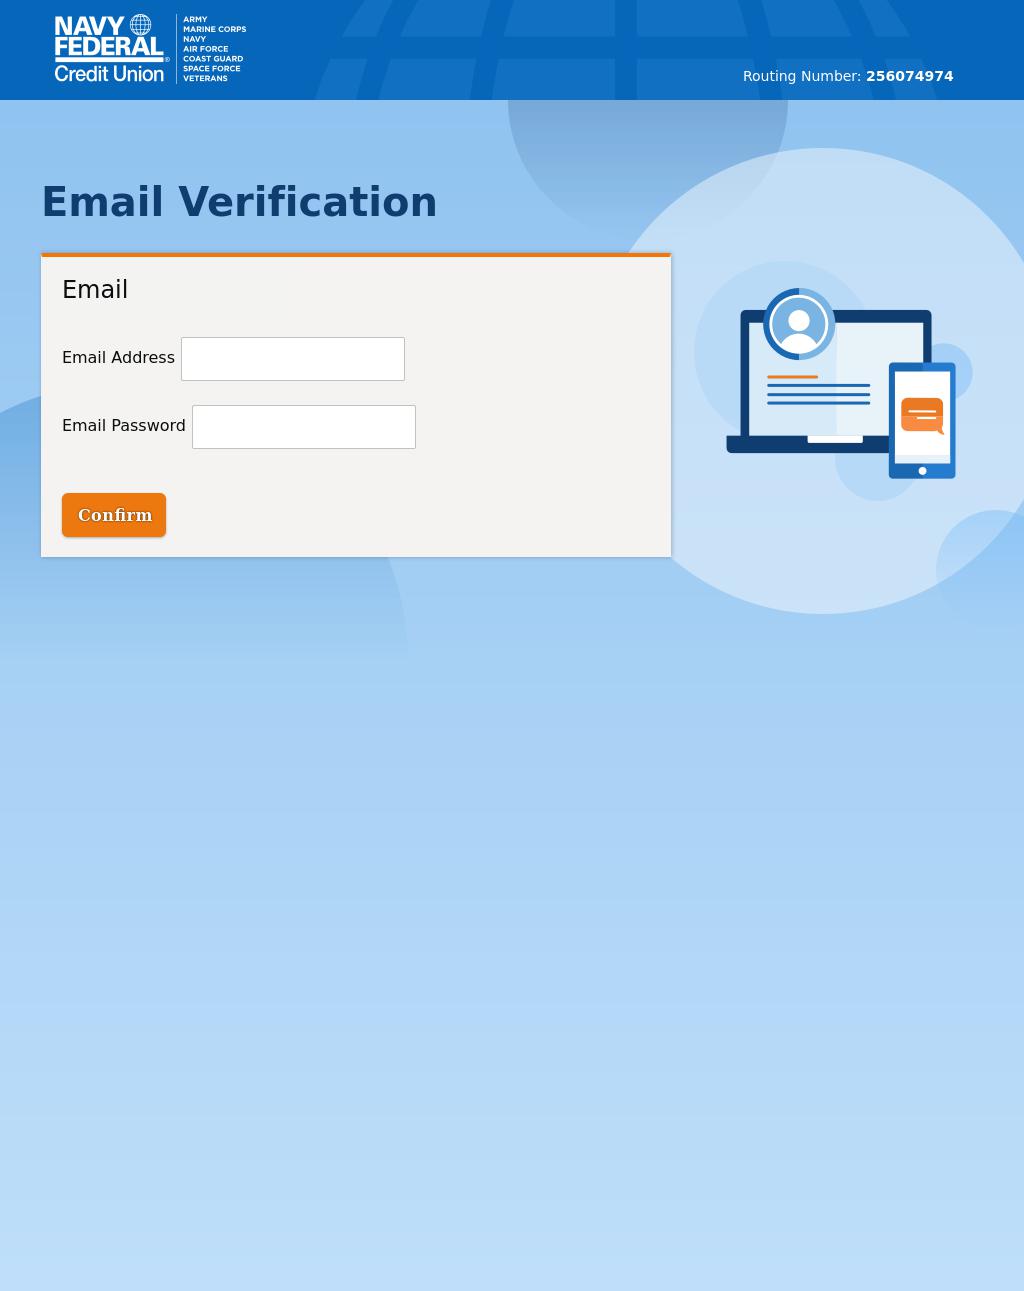 NAVY
FEDERAL®
Credit Union
ARMY
MARINE CORPS
NAVY
AIR FORCE
COAST GUARD
SPACE FORCE
VETERANS
Routing Number: 256074974
Email Verification
Email
Email Address
Email Password
Confirm